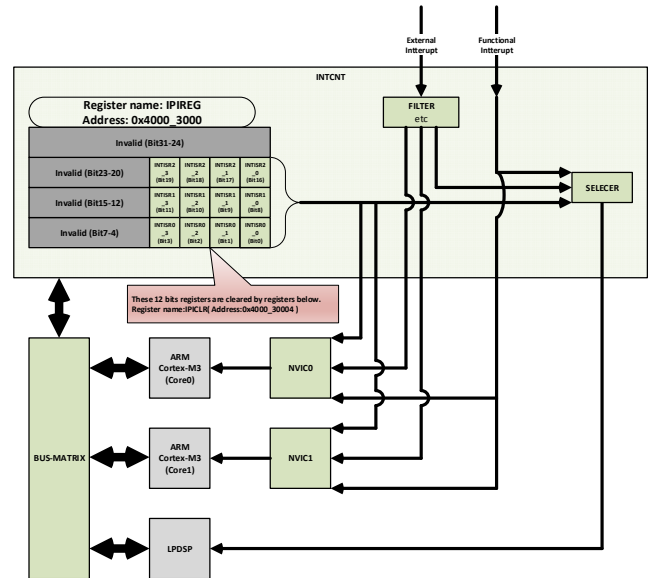 External
Intterupt
Functional
Intterupt
INTCNT
Register name: IPIREG
Address: 0x4000_3000
FILTER
etc
Invalid (Bit31-24)
Invalid (Bit23-20)
INTISR2
_3
(Bit19)
INTISR2
_2
(Bit18)
INTISR2
_1
(Bit17)
INTISR2
_0
(Bit16)
SELECER
Invalid (Bit15-12)
INTISR1
_3
(Bit11)
INTISR1
_2
(Bit10)
INTISR1
_1
(Bit9)
INTISR1
_0
(Bit8)
Invalid (Bit7-4)
INTISR0
_3
(Bit3)
INTISR0
_2
(Bit2)
INTISR0
_1
(Bit1)
INTISR0
_0
(Bit0)
These 12 bits registers are cleared by registers below.
Register name:IPICLR( Address:0x4000_30004 )
BUS-MATRIX
ARM
Cortex-M3
(Core0)
NVIC0
ARM
Cortex-M3
(Core1)
NVIC1
LPDSP